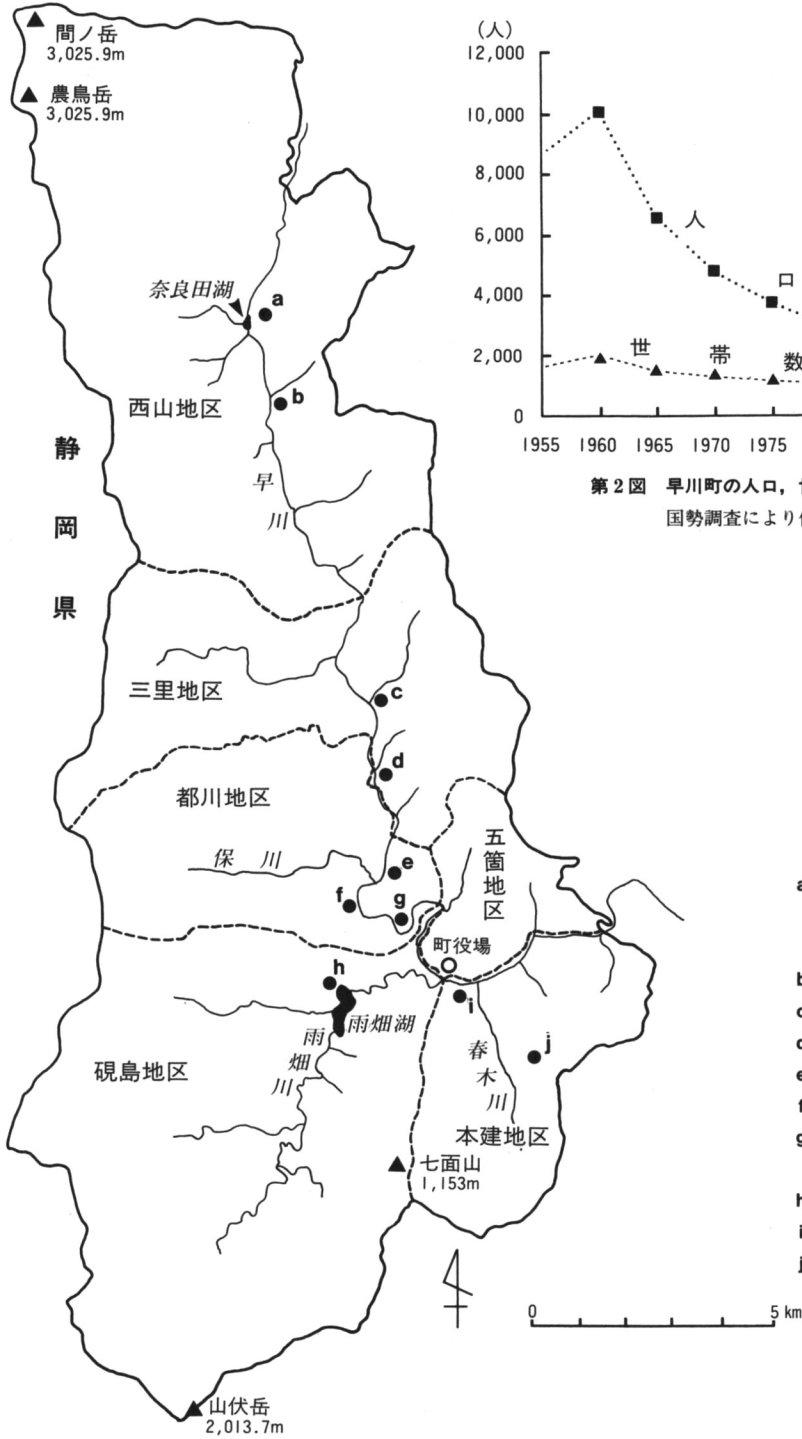 間ノ岳
3,025.9m
農鳥岳
3,025.9m
奈良田湖
a
b
西山地区
早川
静岡県
三里地区
c
d
都川地区
保川
e
f
g
五箇地区
町役場
h
i
雨畑湖
雨畑川
春木川
j
硯島地区
本建地区
七面山
1,153m
山伏岳
2,013.7m
0 5 km
(人)
12,000
10,000
8,000
6,000
4,000
2,000
0
人口
世帯数
1955 1960 1965 1970 1975
第2図 早川町の人口,
国勢調査により
a
b
c
d
e
f
g
h
i
j